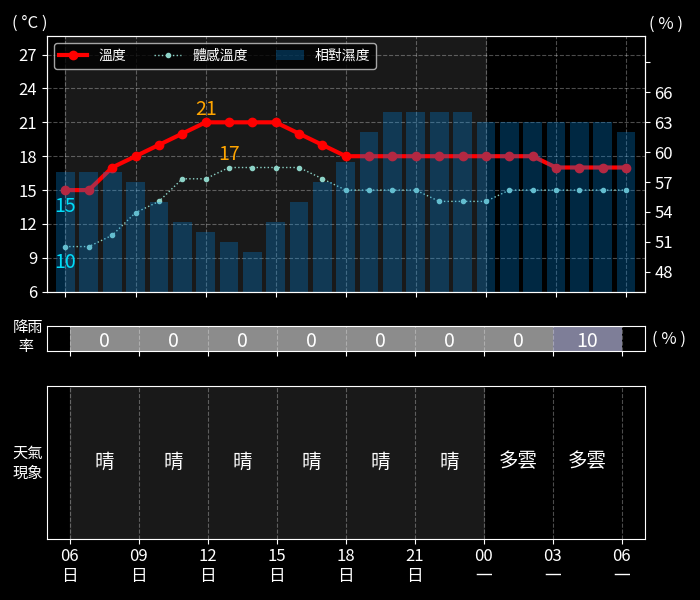 ( °C )
( % )
溫度 體感溫度 相對濕度
27
24
21
18
15
12
9
6
66
63
60
57
54
51
48
21
17
15
10
降雨
率
0 0 0 0 0 0 0 10
( % )
天氣
現象
晴 晴 晴 晴 晴 晴 多雲 多雲
06 09 12 15 18 21 00 03 06
日 日 日 日 日 日 一 一 一